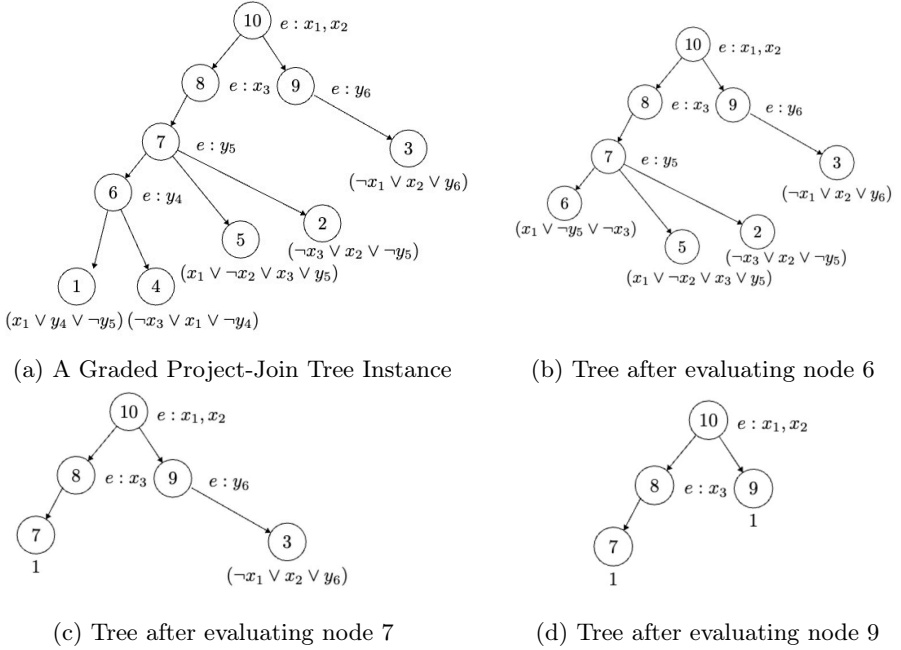 10 e : x₁, x₂
8 e : x₃ 9 e : y₆
7 e : y₅ 3
(¬x₁ ∨ x₂ ∨ y₆)
6 e : y₄ 5 2
(¬x₃ ∨ x₂ ∨ ¬y₅)
(x₁ ∨ ¬x₂ ∨ x₃ ∨ y₅)
1 4
(x₁ ∨ y₄ ∨ ¬y₅) (¬x₃ ∨ x₁ ∨ ¬y₄)
(a) A Graded Project-Join Tree Instance
10 e : x₁, x₂
8 e : x₃ 9 e : y₆
7 e : y₅ 3
(¬x₁ ∨ x₂ ∨ y₆)
6 5 2
(x₁ ∨ ¬y₅ ∨ ¬x₃)
(¬x₃ ∨ x₂ ∨ ¬y₅)
(x₁ ∨ ¬x₂ ∨ x₃ ∨ y₅)
(b) Tree after evaluating node 6
10 e : x₁, x₂
8 e : x₃ 9 e : y₆
7 3
1
(¬x₁ ∨ x₂ ∨ y₆)
(c) Tree after evaluating node 7
10 e : x₁, x₂
8 e : x₃ 9
1
7
1
(d) Tree after evaluating node 9